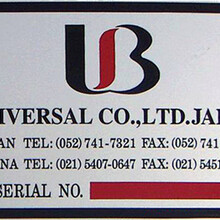 UB
IVERSAL CO.,LTD.JA
AN TEL:(052)741-7321 FAX:(052)741
NA TEL:(021)5407-0647 FAX:(021)5451
SERIAL NO.